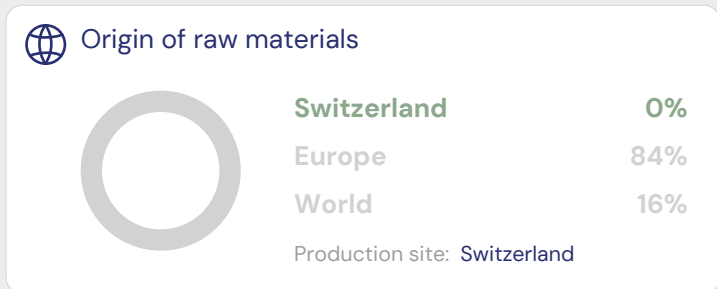 Origin of raw materials
Switzerland 0%
Europe 84%
World 16%
Production site: Switzerland